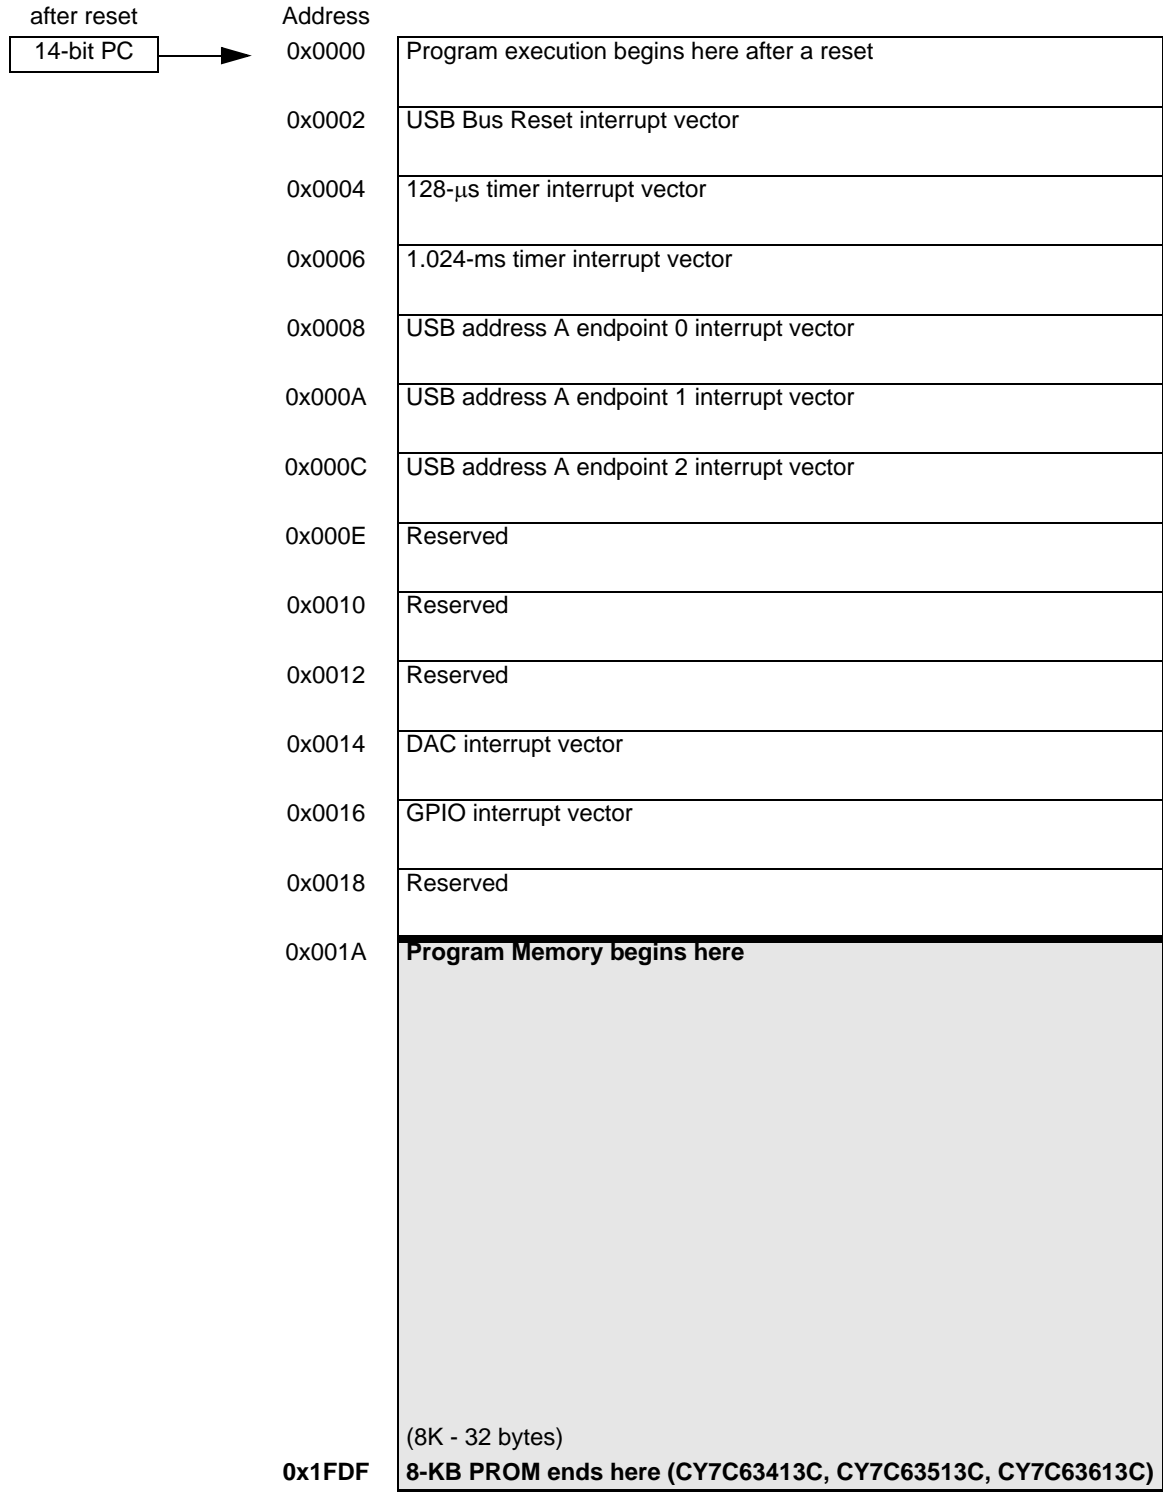 after reset Address
14-bit PC 0x0000 Program execution begins here after a reset
0x0002 USB Bus Reset interrupt vector
0x0004 128-μs timer interrupt vector
0x0006 1.024-ms timer interrupt vector
0x0008 USB address A endpoint 0 interrupt vector
0x000A USB address A endpoint 1 interrupt vector
0x000C USB address A endpoint 2 interrupt vector
0x000E Reserved
0x0010 Reserved
0x0012 Reserved
0x0014 DAC interrupt vector
0x0016 GPIO interrupt vector
0x0018 Reserved
0x001A Program Memory begins here
(8K - 32 bytes)
0x1FDF 8-KB PROM ends here (CY7C63413C, CY7C63513C, CY7C63613C)